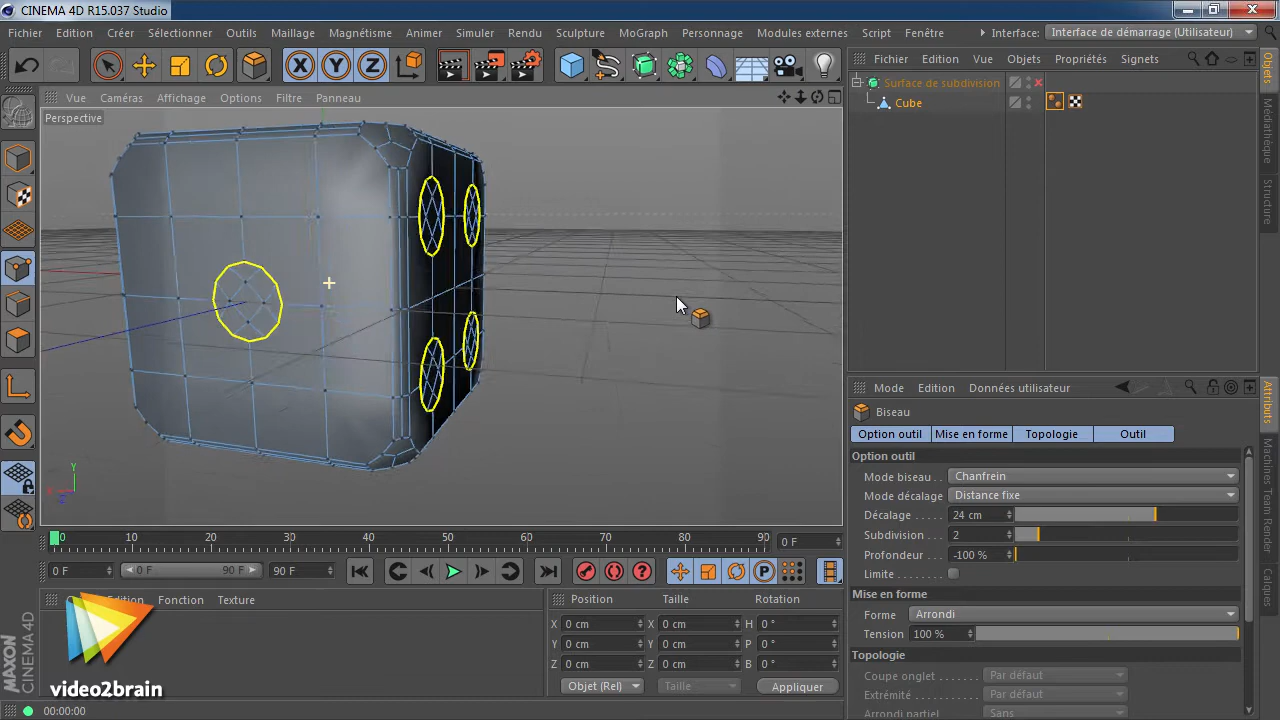 CINEMA 4D R15.037 Studio
Fichier Edition Créer Sélectionner Outils Maillage Magnétisme Animer Simuler Rendu Sculpture MoGraph Personnage Modules externes Script Fenêtre Interface: Interface de démarrage (Utilisateur)
X Y Z
Vue Caméras Affichage Options Filtre Panneau
Perspective
Y
X
Z
Fichier Edition Vue Objets Propriétés Signets
Surface de subdivision
Cube
Objets
Médiathèque
Structure
Mode Edition Données utilisateur
Biseau
Option outil Mise en forme Topologie Outil
Option outil
Mode biseau . . Chanfrein
Mode décalage Distance fixe
Décalage . . . . . 24 cm
Subdivision . . . 2
Profondeur . . . -100 %
Limite . . . . . . .
Mise en forme
Forme Arrondi
Tension 100 %
Topologie
Coupe onglet . . Par défaut
Extrémité . . . . . Par défaut
Arrondi partiel . Sans
Attributs
Machines Team Render
Calques
0 10 20 30 40 50 60 70 80 90 0 F
0 F 0 F 90 F 90 F
P
Edition Fonction Texture
Position Taille Rotation
X 0 cm X 0 cm H 0 °
Y 0 cm Y 0 cm P 0 °
Z 0 cm Z 0 cm B 0 °
Objet (Rel) Taille Appliquer
MAXON
CINEMA 4D
video2brain
00:00:00